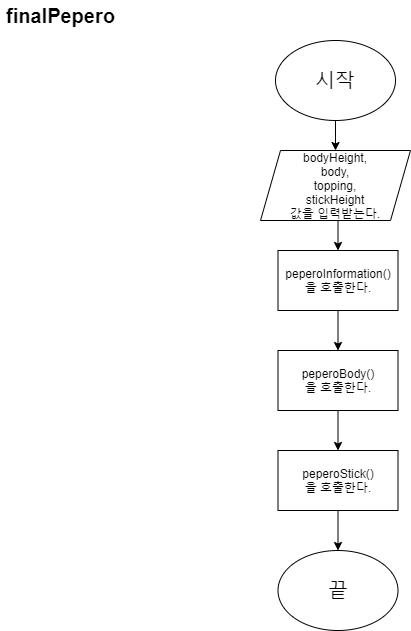 finalPepero
시작
bodyHeight,
body,
topping,
stickHeight
값을 입력받는다.
peperoInformation()
을 호출한다.
peperoBody()
을 호출한다.
peperoStick()
을 호출한다.
끝